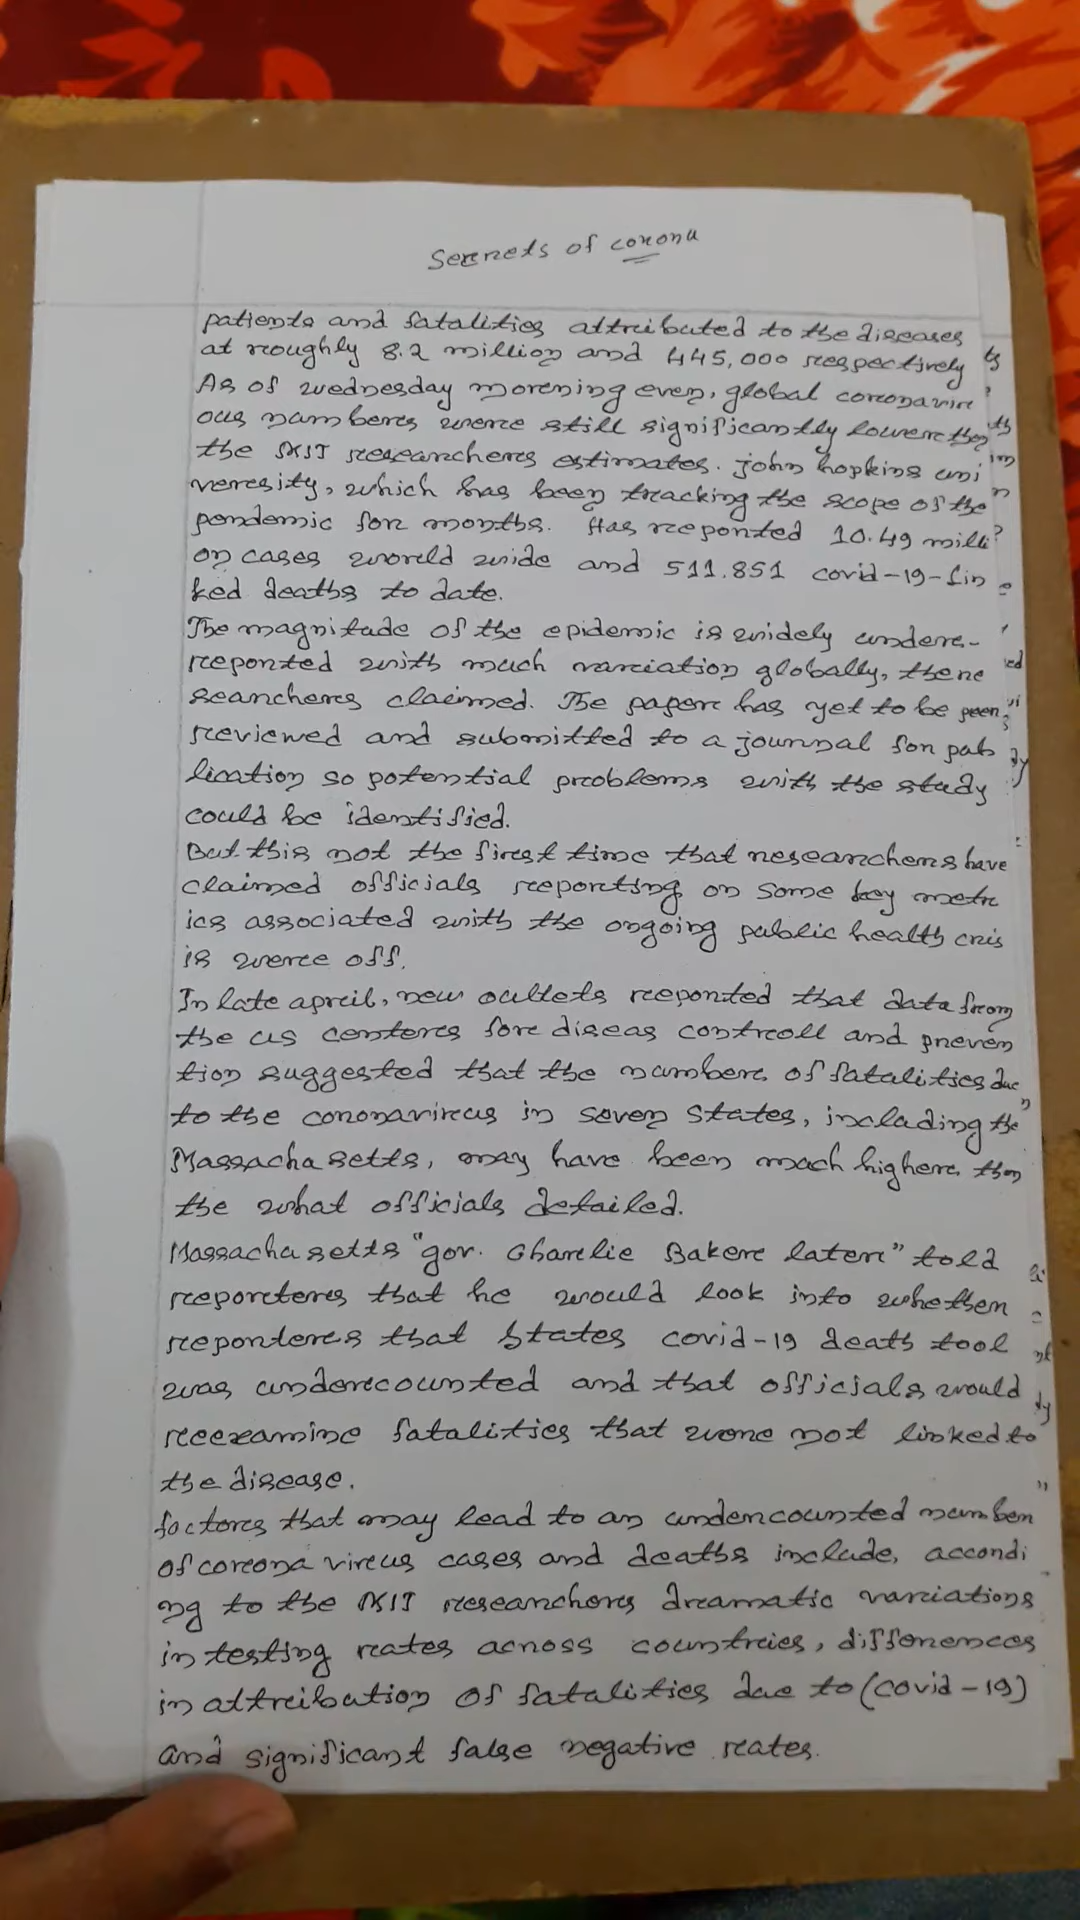 Secrets of corona
patients and fatalities attributed to the diseases
at roughly 8.2 million and 445,000 respectively
As of wednesday morening even, global coronavir
ous numbers were still significantly lower then
the MIT researchers estimates. john hopkins uni
versity, which has been tracking the scope of the
pondemic for months. Has reported 10.49 milli
on cases world wide and 511.851 covid-19-lin
ked deaths to date.
The magnitude of the epidemic is widely under-
reported with much variation globally, the re
searchers claimed. The paper has yet to be peer
reviewed and submitted to a journal for pub
lication so potential problems with the study
could be identified.
But this not the first time that researchers have
claimed officials reporting on some key metr
ics associated with the ongoing public health cris
is were off.
In late april, new outlets reported that data from
the us centers for diseas controll and preven
tion suggested that the number of fatalities due
to the coronavirus in seven states, including the
Massachusetts, may have been much higher than
the what officials detailed.
Massachusetts "gov. Charlie Baker later" told
reporters that he would look into whether
reporters that states covid-19 death tool
was undercounted and that officials would
reexamine fatalities that wore not linked to
the disease.
factors that may lead to an undercounted number
of corona virus cases and deaths include, accordi
ng to the MIT researchers dramatic variations
in testing rates across countries, differences
in attribution of fatalities due to (covid-19)
and significant false negative rates.